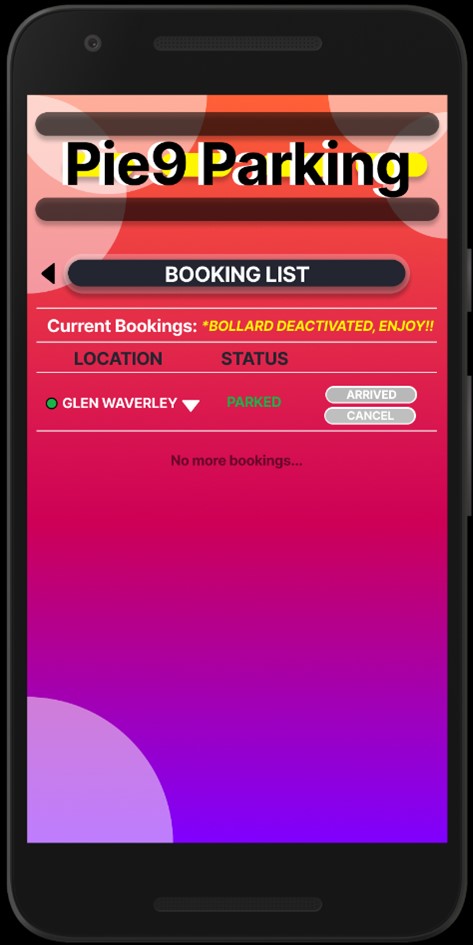 Pie9 Parking
BOOKING LIST
Current Bookings: *BOLLARD DEACTIVATED, ENJOY!!
LOCATION STATUS
GLEN WAVERLEY PARKED ARRIVED
CANCEL
No more bookings...